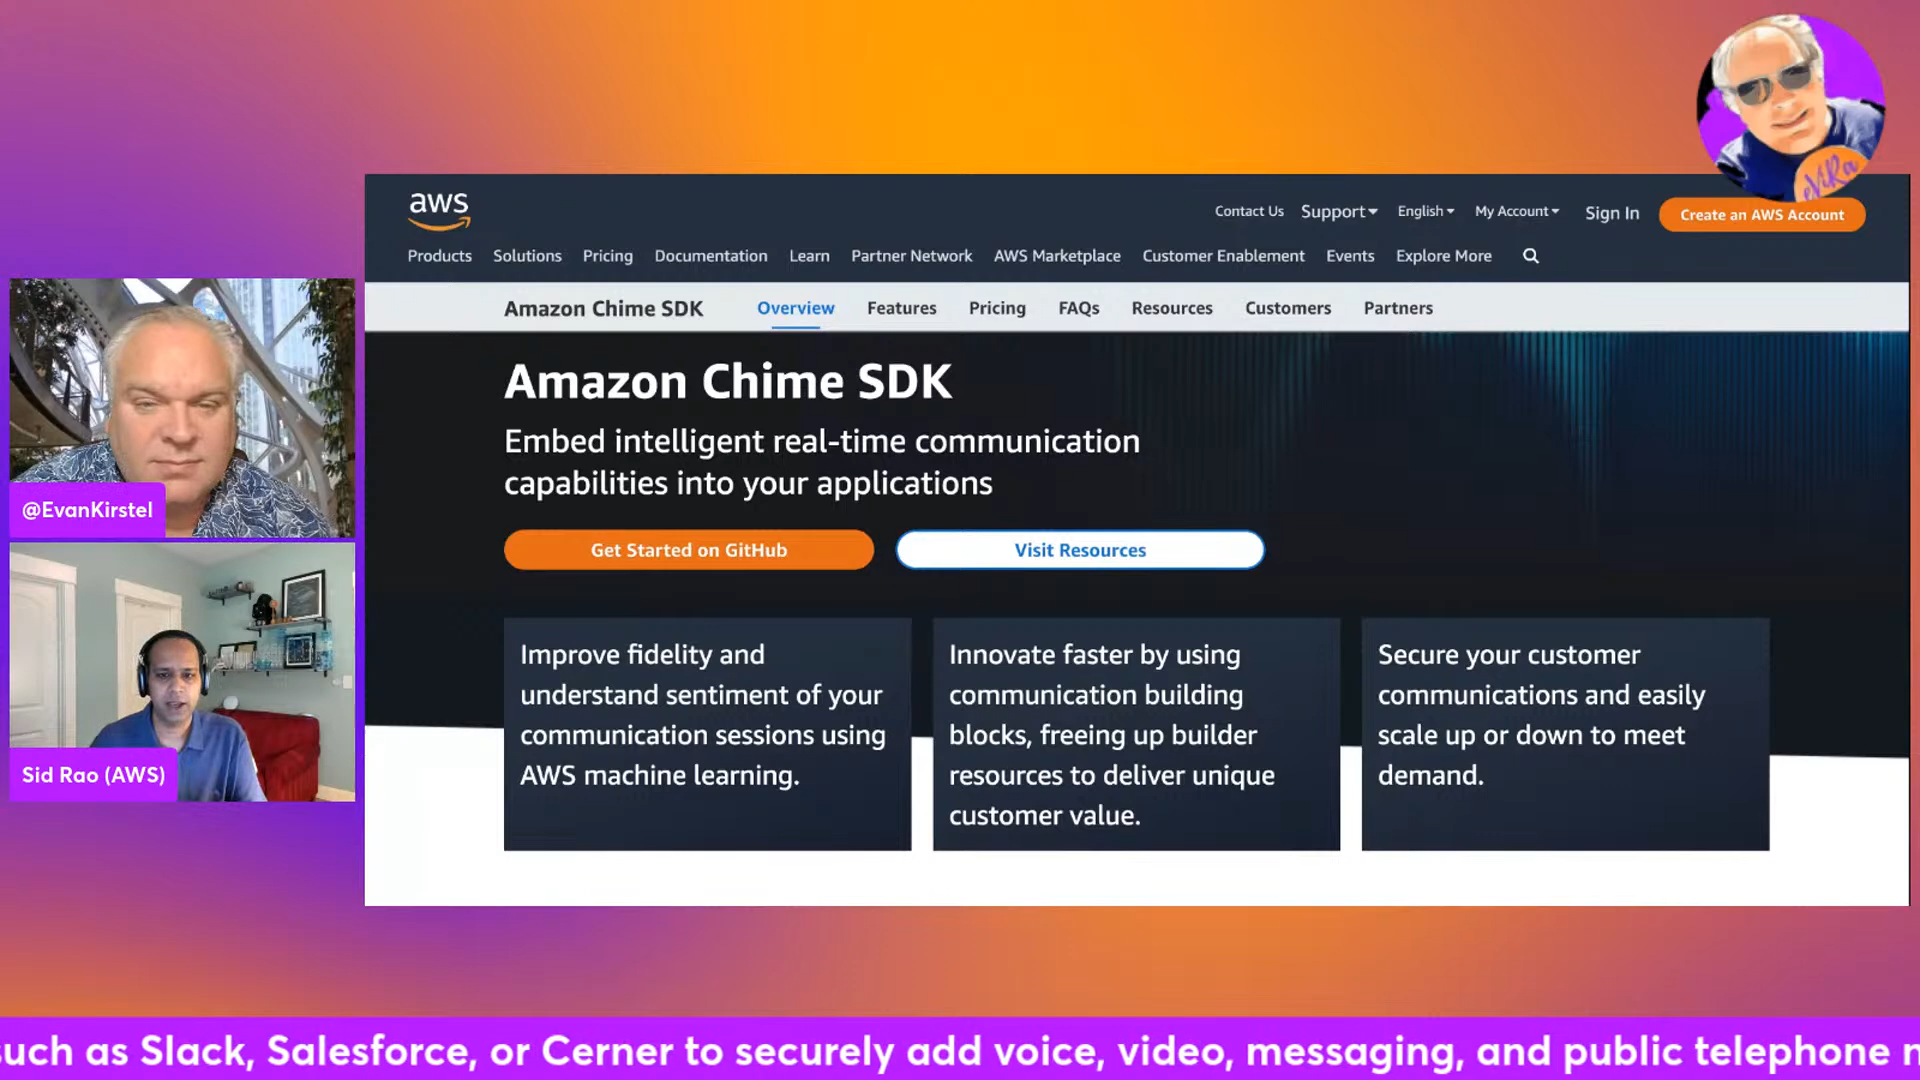 eViRa
aws
Contact Us Support English My Account Sign In Create an AWS Account
Products Solutions Pricing Documentation Learn Partner Network AWS Marketplace Customer Enablement Events Explore More
Amazon Chime SDK Overview Features Pricing FAQs Resources Customers Partners
Amazon Chime SDK
Embed intelligent real-time communication
capabilities into your applications
Get Started on GitHub Visit Resources
Improve fidelity and
understand sentiment of your
communication sessions using
AWS machine learning.
Innovate faster by using
communication building
blocks, freeing up builder
resources to deliver unique
customer value.
Secure your customer
communications and easily
scale up or down to meet
demand.
@EvanKirstel
Sid Rao (AWS)
such as Slack, Salesforce, or Cerner to securely add voice, video, messaging, and public telephone n